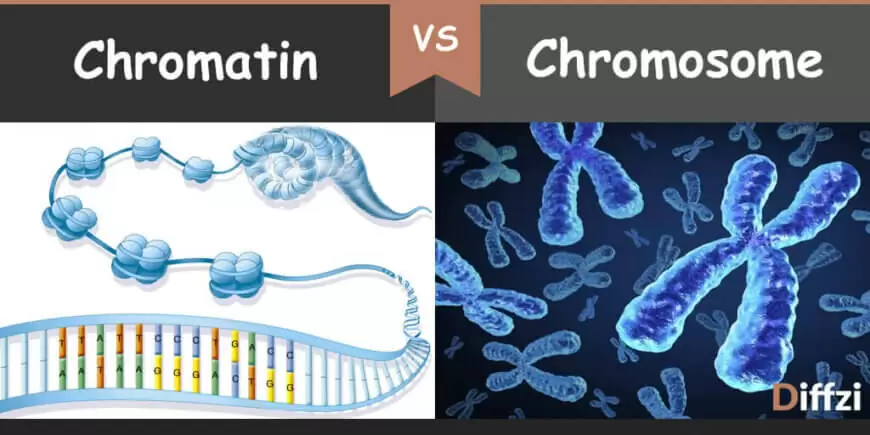 Chromatin
VS
Chromosome
T T A T T C C C T G A C C
A A T A A G G G A C T G G
Diffzi